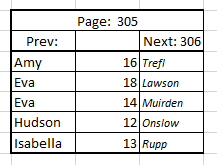 Page: 305
Prev: Next: 306
Amy 16 Trefl
Eva 18 Lawson
Eva 14 Muirden
Hudson 12 Onslow
Isabella 13 Rupp